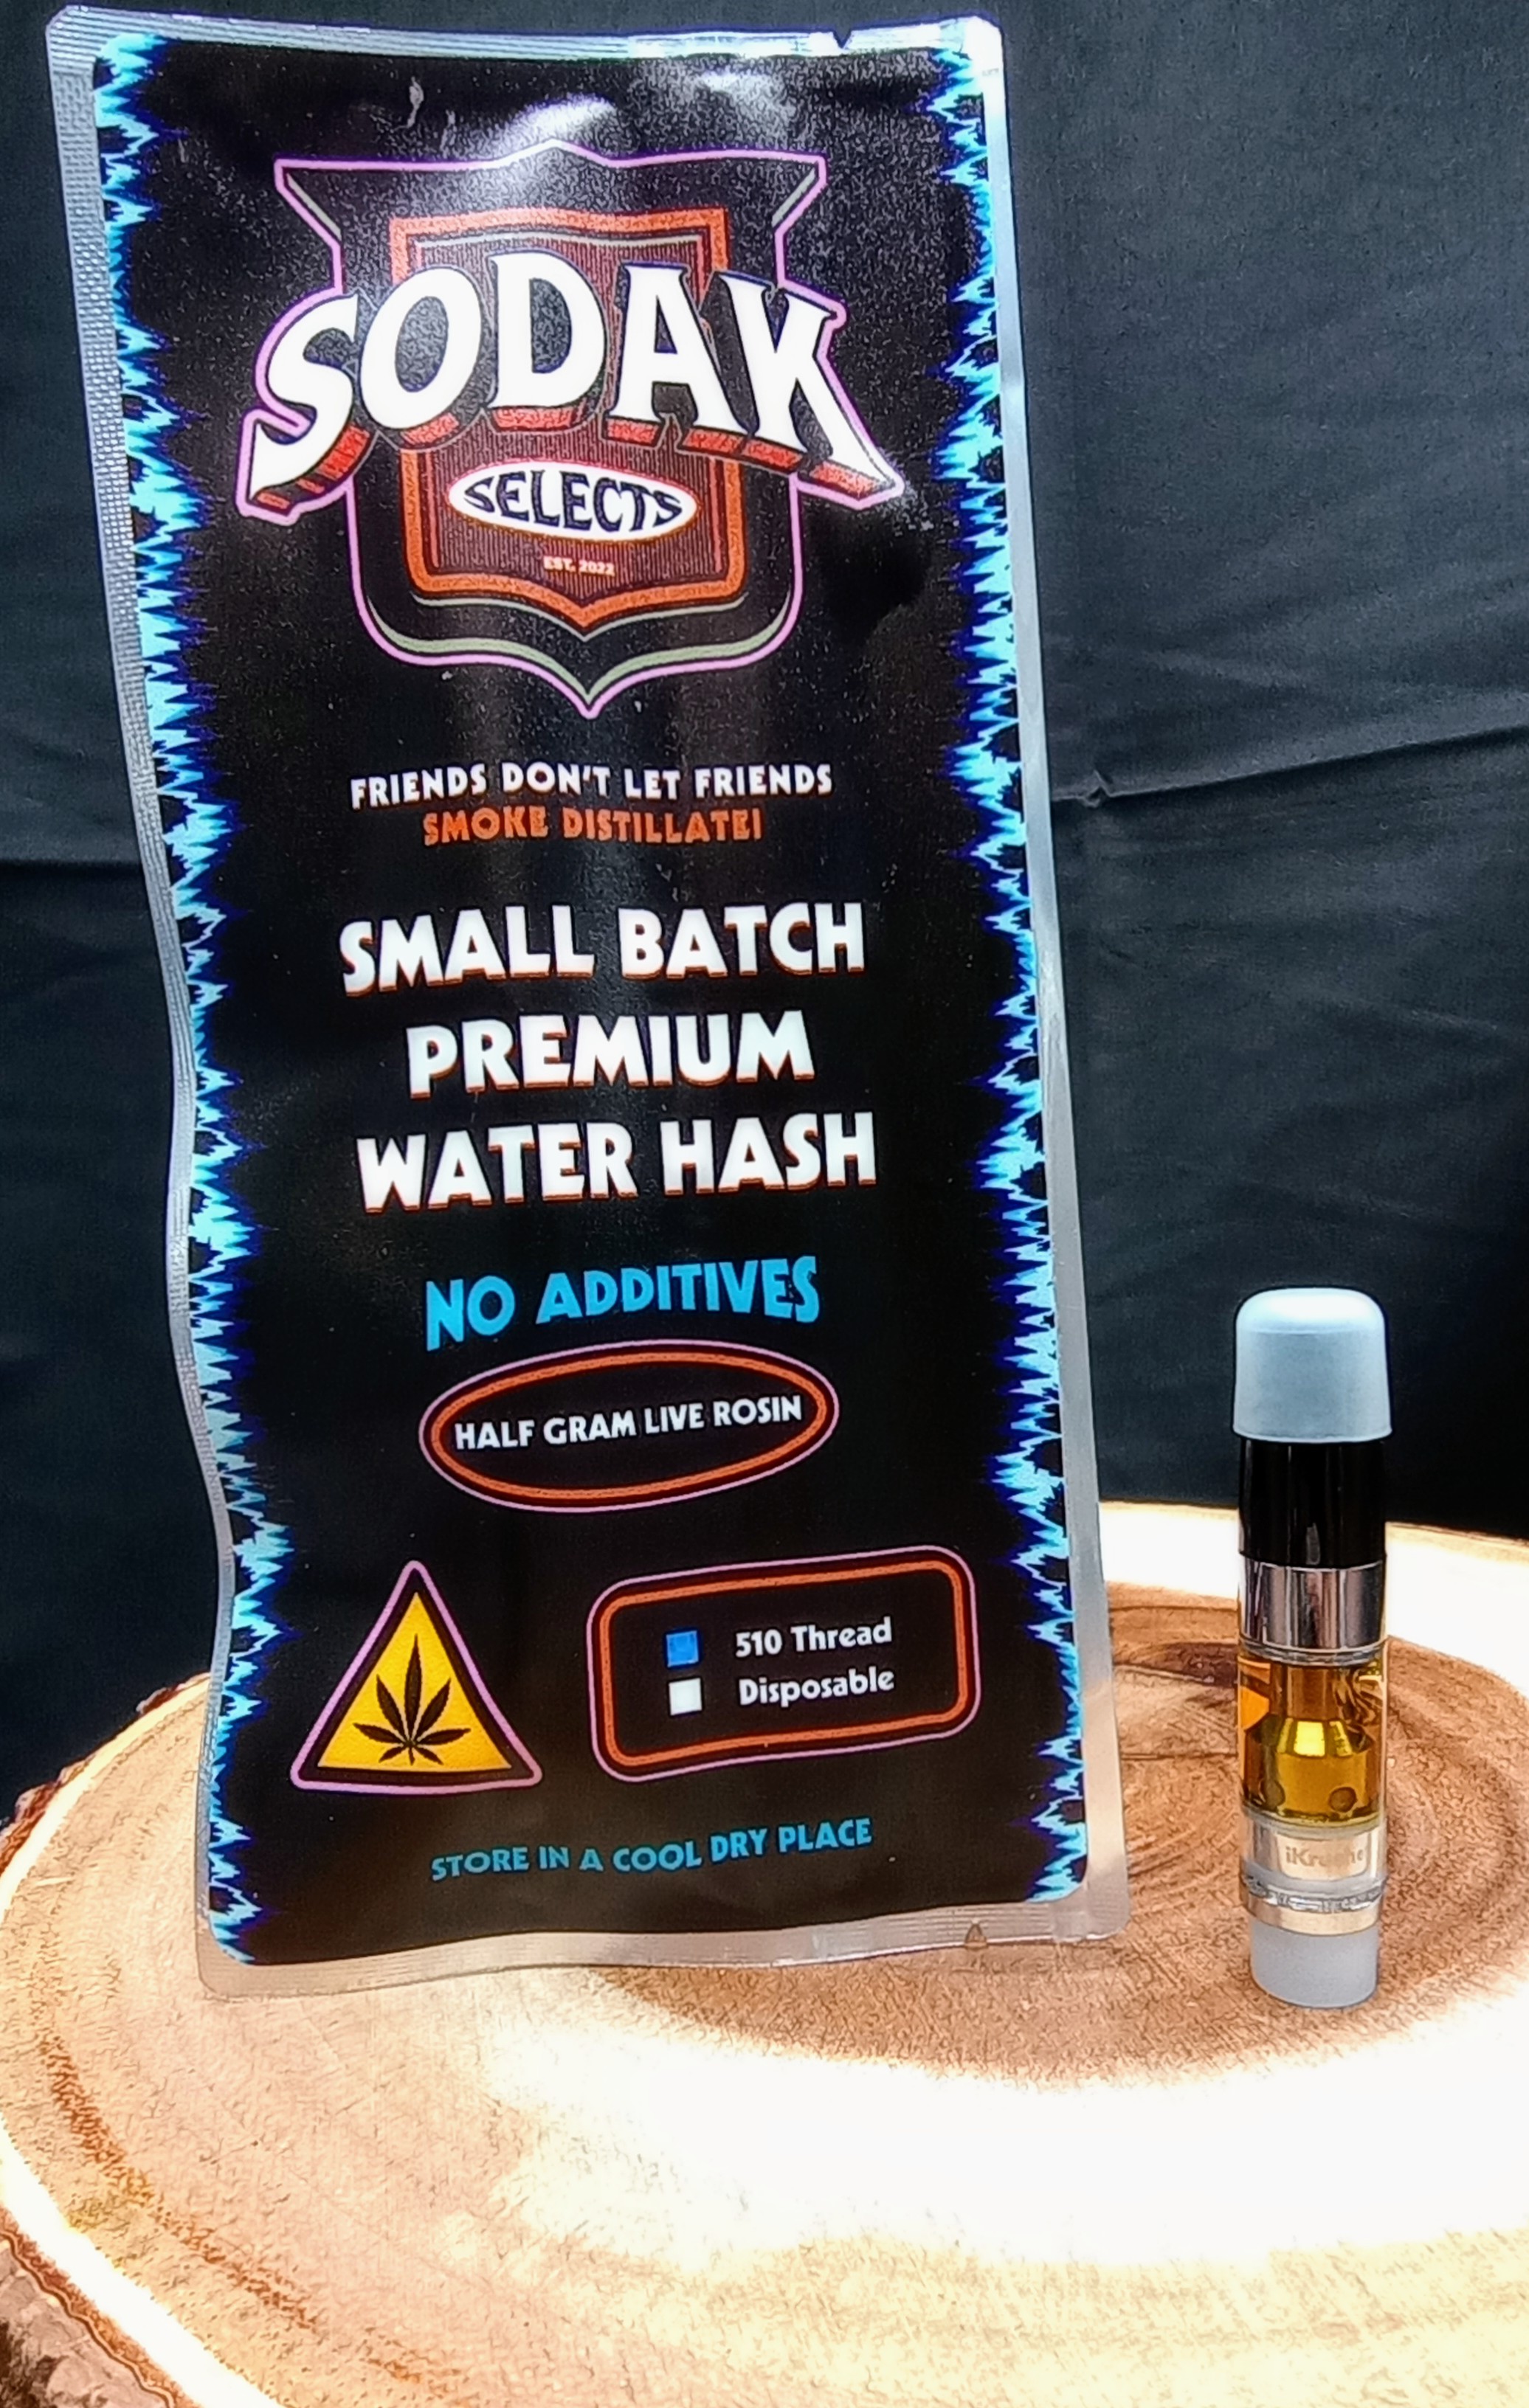 SODAK
SELECTS
EST. 2022
FRIENDS DON'T LET FRIENDS
SMOKE DISTILLATE!
SMALL BATCH
PREMIUM
WATER HASH
NO ADDITIVES
HALF GRAM LIVE ROSIN
510 Thread
Disposable
STORE IN A COOL DRY PLACE